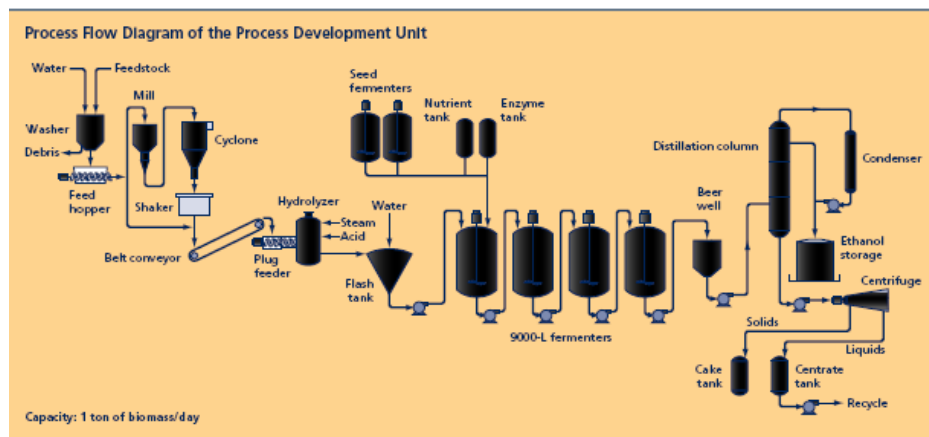 Process Flow Diagram of the Process Development Unit
Water
Feedstock
Mill
Seed
fermenters
Nutrient
tank
Enzyme
tank
Washer
Debris
Cyclone
Distillation column
Condenser
Feed
hopper
Shaker
Hydrolyzer
Water
Beer
well
Steam
Acid
Belt conveyor
Plug
feeder
Flash
tank
Ethanol
storage
Centrifuge
9000-L fermenters
Solids
Liquids
Cake
tank
Centrate
tank
Recycle
Capacity: 1 ton of biomass/day